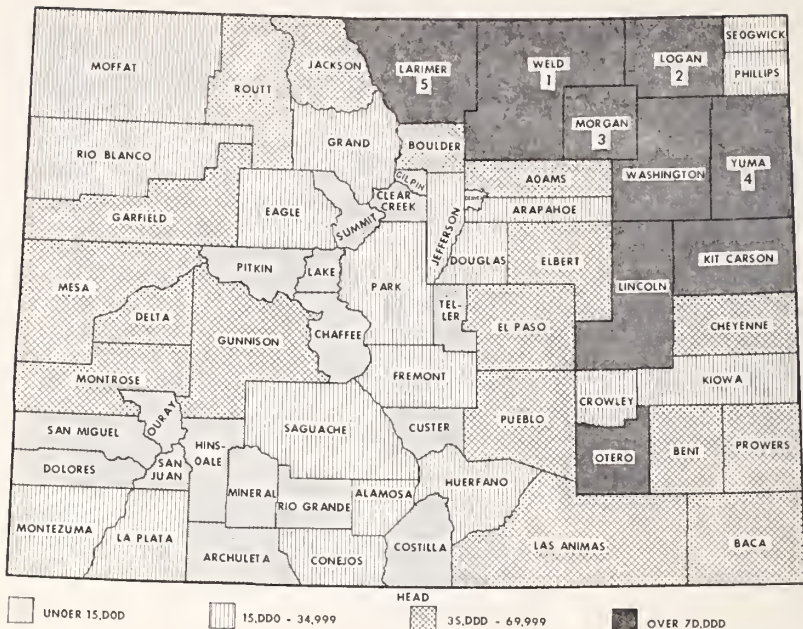 MOFFAT
ROUTT
JACKSON
LARIMER
5
WELD
1
LOGAN
2
SEDGWICK
PHILLIPS
RIO BLANCO
GRAND
BOULDER
MORGAN
3
WASHINGTON
YUMA
4
GARFIELD
EAGLE
SUMMIT
GILPIN
CLEAR
CREEK
JEFFERSON
ADAMS
ARAPAHOE
DENVER
MESA
DELTA
PITKIN
LAKE
PARK
DOUGLAS
ELBERT
LINCOLN
KIT CARSON
GUNNISON
CHAFFEE
TEL-
LER
EL PASO
CHEYENNE
MONTROSE
OURAY
FREMONT
CROWLEY
KIOWA
SAN MIGUEL
HINS-
DALE
SAGUACHE
CUSTER
PUEBLO
OTERO
BENT
PROWERS
DOLORES
SAN
JUAN
MINERAL
RIO GRANDE
ALAMOSA
HUERFANO
MONTEZUMA
LA PLATA
ARCHULETA
CONEJOS
COSTILLA
LAS ANIMAS
BACA
HEAD
UNDER 15,000
15,000 - 34,999
35,000 - 69,999
OVER 70,000